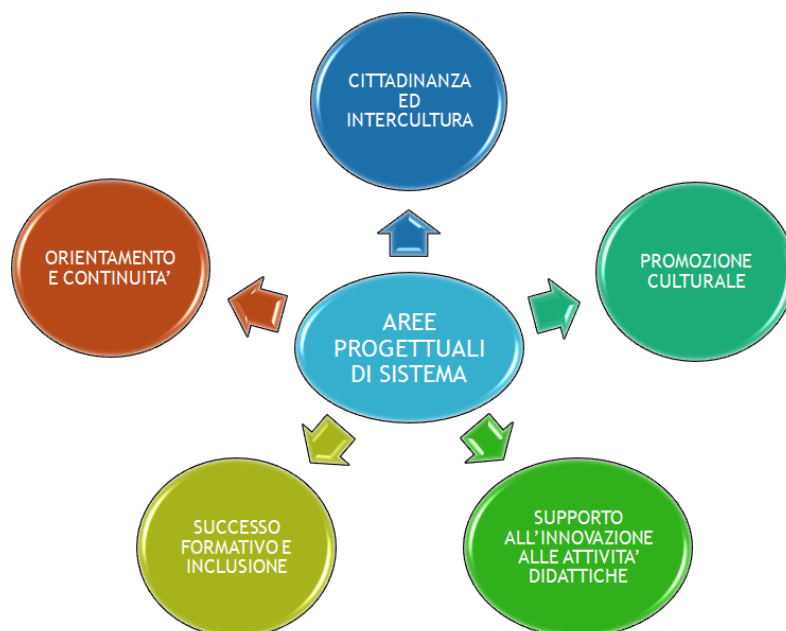 CITTADINANZA
ED
INTERCULTURA
ORIENTAMENTO
E CONTINUITA’
PROMOZIONE
CULTURALE
AREE
PROGETTUALI
DI SISTEMA
SUCCESSO
FORMATIVO E
INCLUSIONE
SUPPORTO
ALL’INNOVAZIONE
ALLE ATTIVITA’
DIDATTICHE